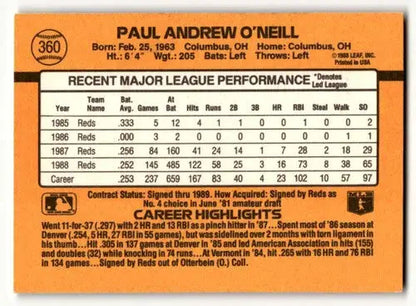 360
PAUL ANDREW O'NEILL
Born: Feb. 25, 1963 Columbus, OH Home: Columbus, OH
Ht.: 6'4" Wgt.: 205 Bats: Left Throws: Left
©1988 LEAF, INC.
Printed in USA
RECENT MAJOR LEAGUE PERFORMANCE *Denotes Led League
Year Team Name Bat. Avg. Games At Bat Hits Runs 2B 3B HR RBI Steal Walk SO
1985 Reds .333 5 12 4 1 1 0 0 1 0 0 2
1986 Reds .000 3 2 0 0 0 0 0 0 0 1 1
1987 Reds .256 84 160 41 24 14 1 7 28 2 18 29
1988 Reds .252 145 485 122 58 25 3 16 73 8 38 65
Career .253 237 659 167 83 40 4 23 102 10 57 97
Contract Status: Signed thru 1989. How Acquired: Signed by Reds as
No. 4 choice in June '81 amateur draft
CAREER HIGHLIGHTS
Went 11-for-37 (.297) with 2 HR and 13 RBI as a pinch hitter in '87...Spent most of '86 season
at Denver (.254, 5 HR, 27 RBI in 55 games), but was sidelined over 2 months with torn ligament in
his thumb... Hit .305 in 137 games at Denver in '85 and led American Association in hits (155)
and doubles (32) while knocking in 74 runs... At Vermont in '84, hit .265 with 16 HR and 76 RBI
in 134 games... Signed by Reds out of Otterbein (O.) Coll.